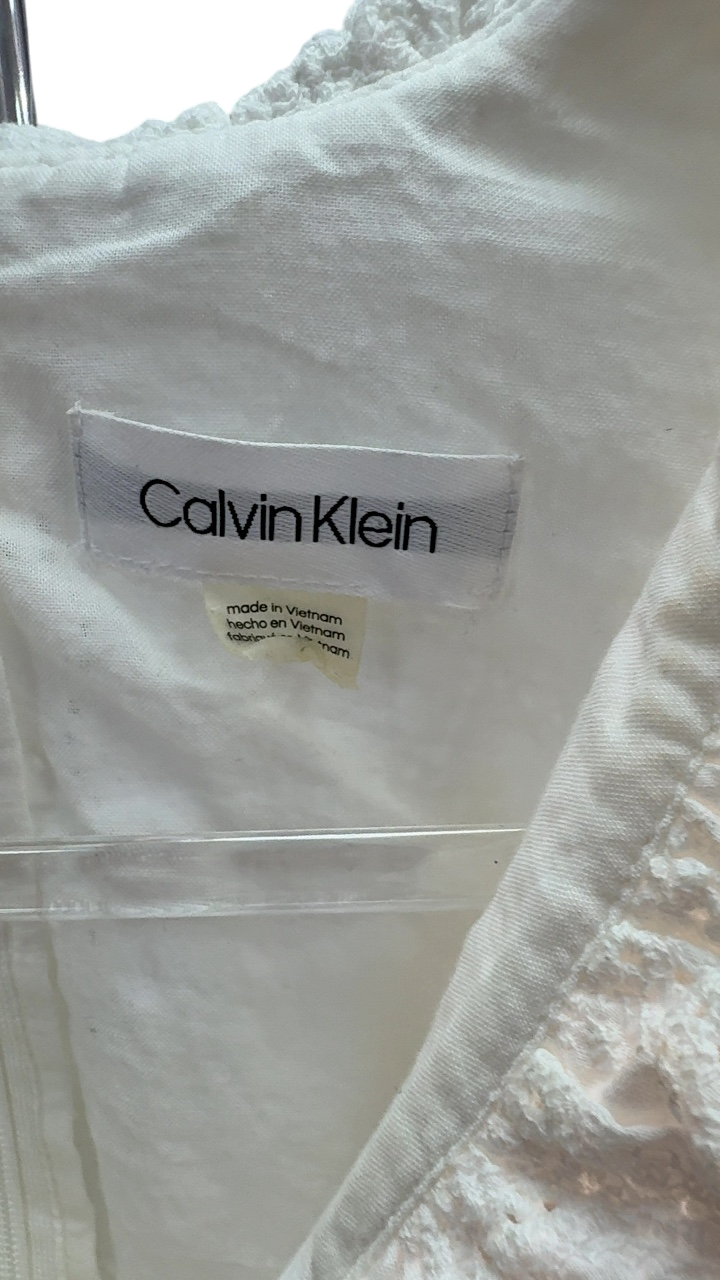 Calvin Klein
made in Vietnam
hecho en Vietnam